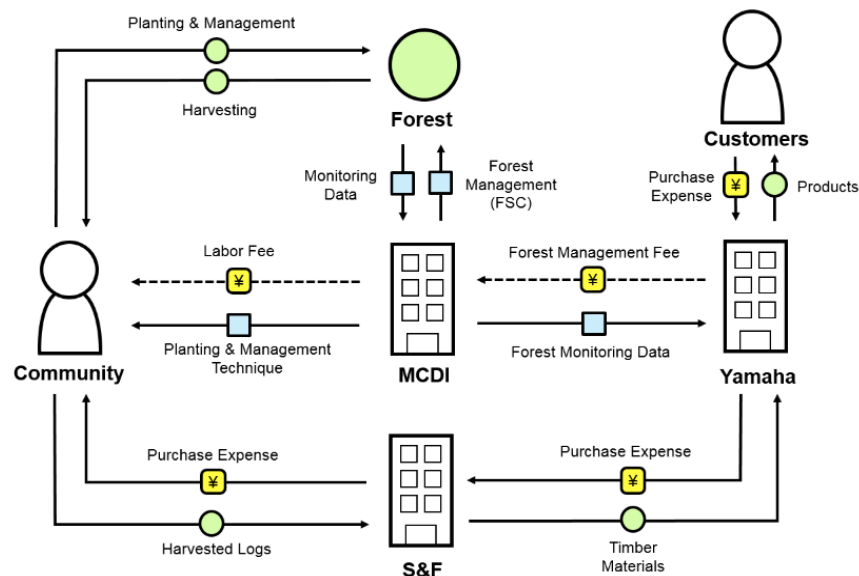 Planting & Management
Harvesting
Forest
Customers
Monitoring
Data
Forest
Management
(FSC)
Purchase
Expense
¥
Products
Labor Fee
¥
Forest Management Fee
¥
Planting & Management
Technique
Forest Monitoring Data
Community
MCDI
Yamaha
Purchase Expense
¥
Purchase Expense
¥
Harvested Logs
Timber
Materials
S&F